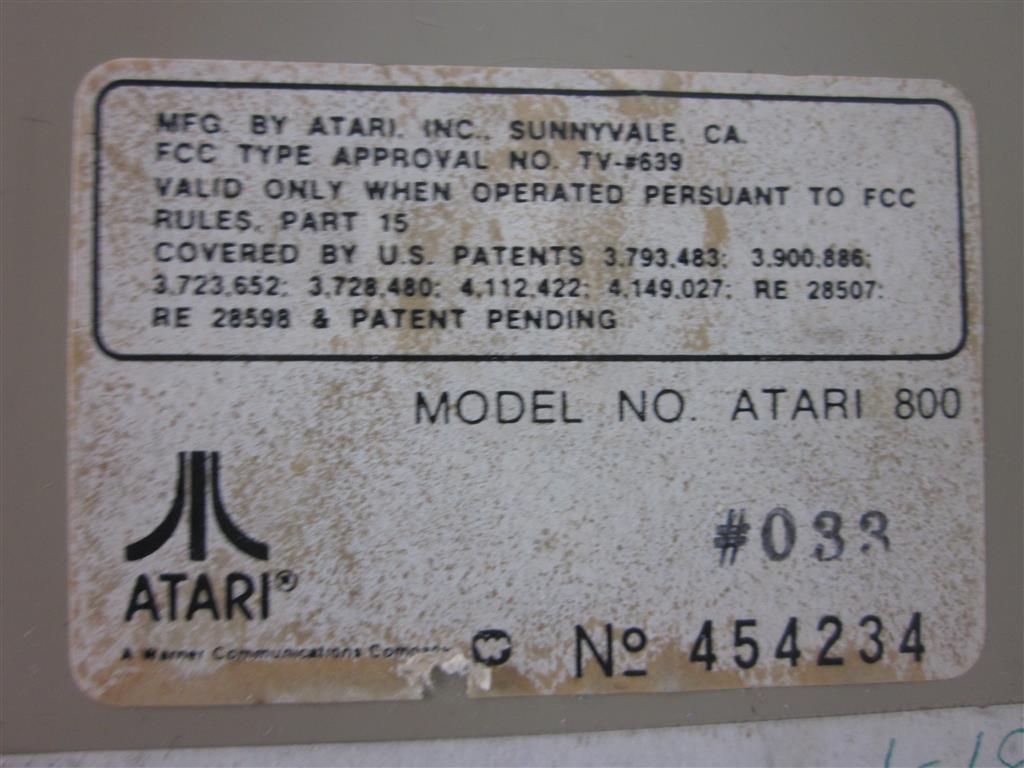 MFG. BY ATARI, INC., SUNNYVALE, CA.
FCC TYPE APPROVAL NO. TV-#639
VALID ONLY WHEN OPERATED PERSUANT TO FCC
RULES, PART 15
COVERED BY U.S. PATENTS 3,793,483; 3,900,886;
3,723,652; 3,728,480; 4,112,422; 4,149,027; RE 28507;
RE 28598 & PATENT PENDING
MODEL NO. ATARI 800
#033
ATARI®
A Warner Communications Company
Nº 454234